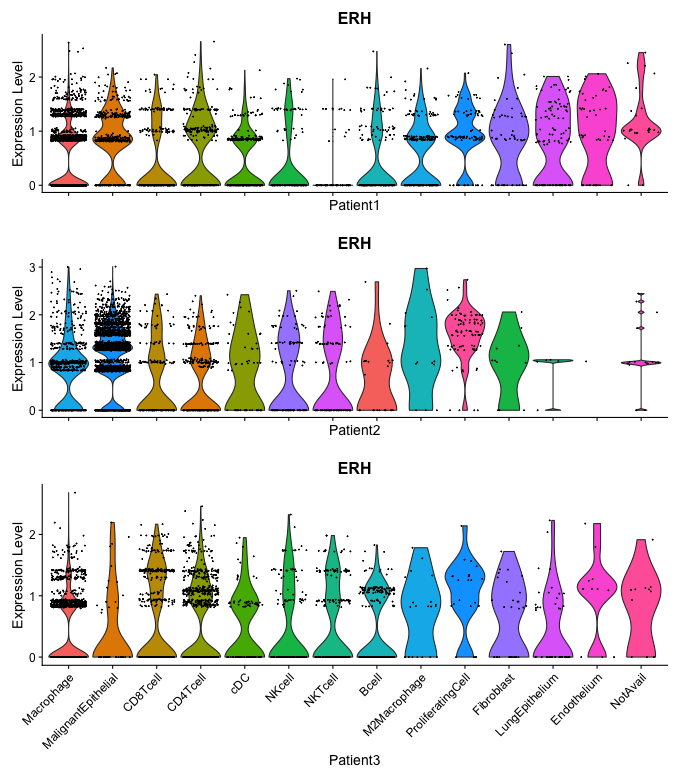 ERH
Expression Level
2
1
0
Patient1
ERH
Expression Level
3
2
1
0
Patient2
ERH
Expression Level
2
1
0
Macrophage
MalignantEpithelial
CD8Tcell
CD4Tcell
cDC
NKcell
NKTcell
Bcell
M2Macrophage
ProliferatingCell
Fibroblast
LungEpithelium
Endothelium
NotAvail
Patient3